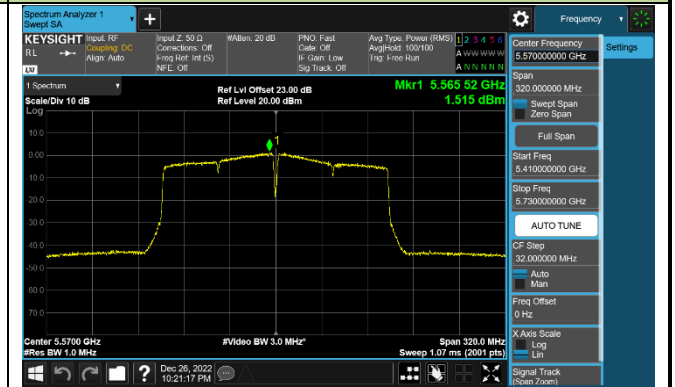 Spectrum Analyzer 1
Swept SA
+
Frequency
KEYSIGHT
RL
LXI
Input: RF
Coupling: DC
Align: Auto
Input Z: 50 Ω
Corrections: Off
Freq Ref: Int (S)
NFE: Off
#Atten: 20 dB
PNO: Fast
Gate: Off
IF Gain: Low
Sig Track: Off
Avg Type: Power (RMS)
Avg|Hold: 100/100
Trig: Free Run
1 2 3 4 5 6
A W W W W W
A N N N N N
1 Spectrum
Scale/Div 10 dB
Log
Ref Lvl Offset 23.00 dB
Ref Level 20.00 dBm
Mkr1 5.565 52 GHz
1.515 dBm
1
10.0
0.00
-10.0
-20.0
-30.0
-40.0
-50.0
-60.0
-70.0
Center 5.5700 GHz
#Res BW 1.0 MHz
#Video BW 3.0 MHz*
Span 320.0 MHz
Sweep 1.07 ms (2001 pts)
Center Frequency
5.570000000 GHz
Settings
Span
320.000000 MHz
Swept Span
Zero Span
Full Span
Start Freq
5.410000000 GHz
Stop Freq
5.730000000 GHz
AUTO TUNE
CF Step
32.000000 MHz
Auto
Man
Freq Offset
0 Hz
X Axis Scale
Log
Lin
Signal Track
(Span Zoom)
?
Dec 26, 2022
10:21:17 PM